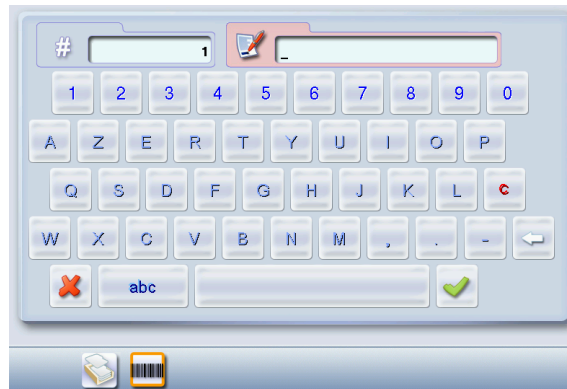 # 1 _
1 2 3 4 5 6 7 8 9 0
A Z E R T Y U I O P
Q S D F G H J K L C
W X C V B N M , . -
abc